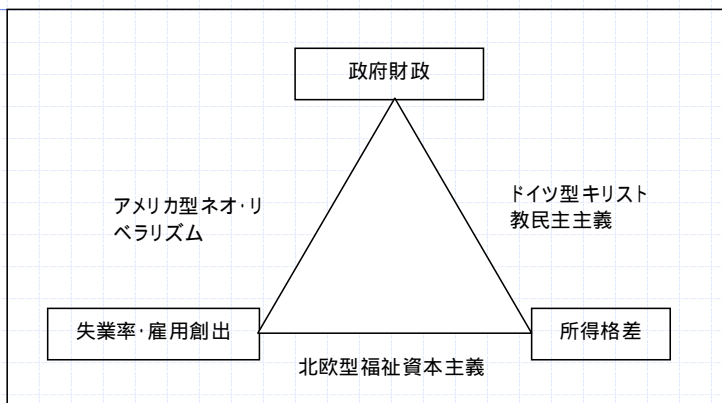 政府財政
アメリカ型ネオ・リ
ベラリズム
ドイツ型キリスト
教民主主義
失業率・雇用創出
所得格差
北欧型福祉資本主義